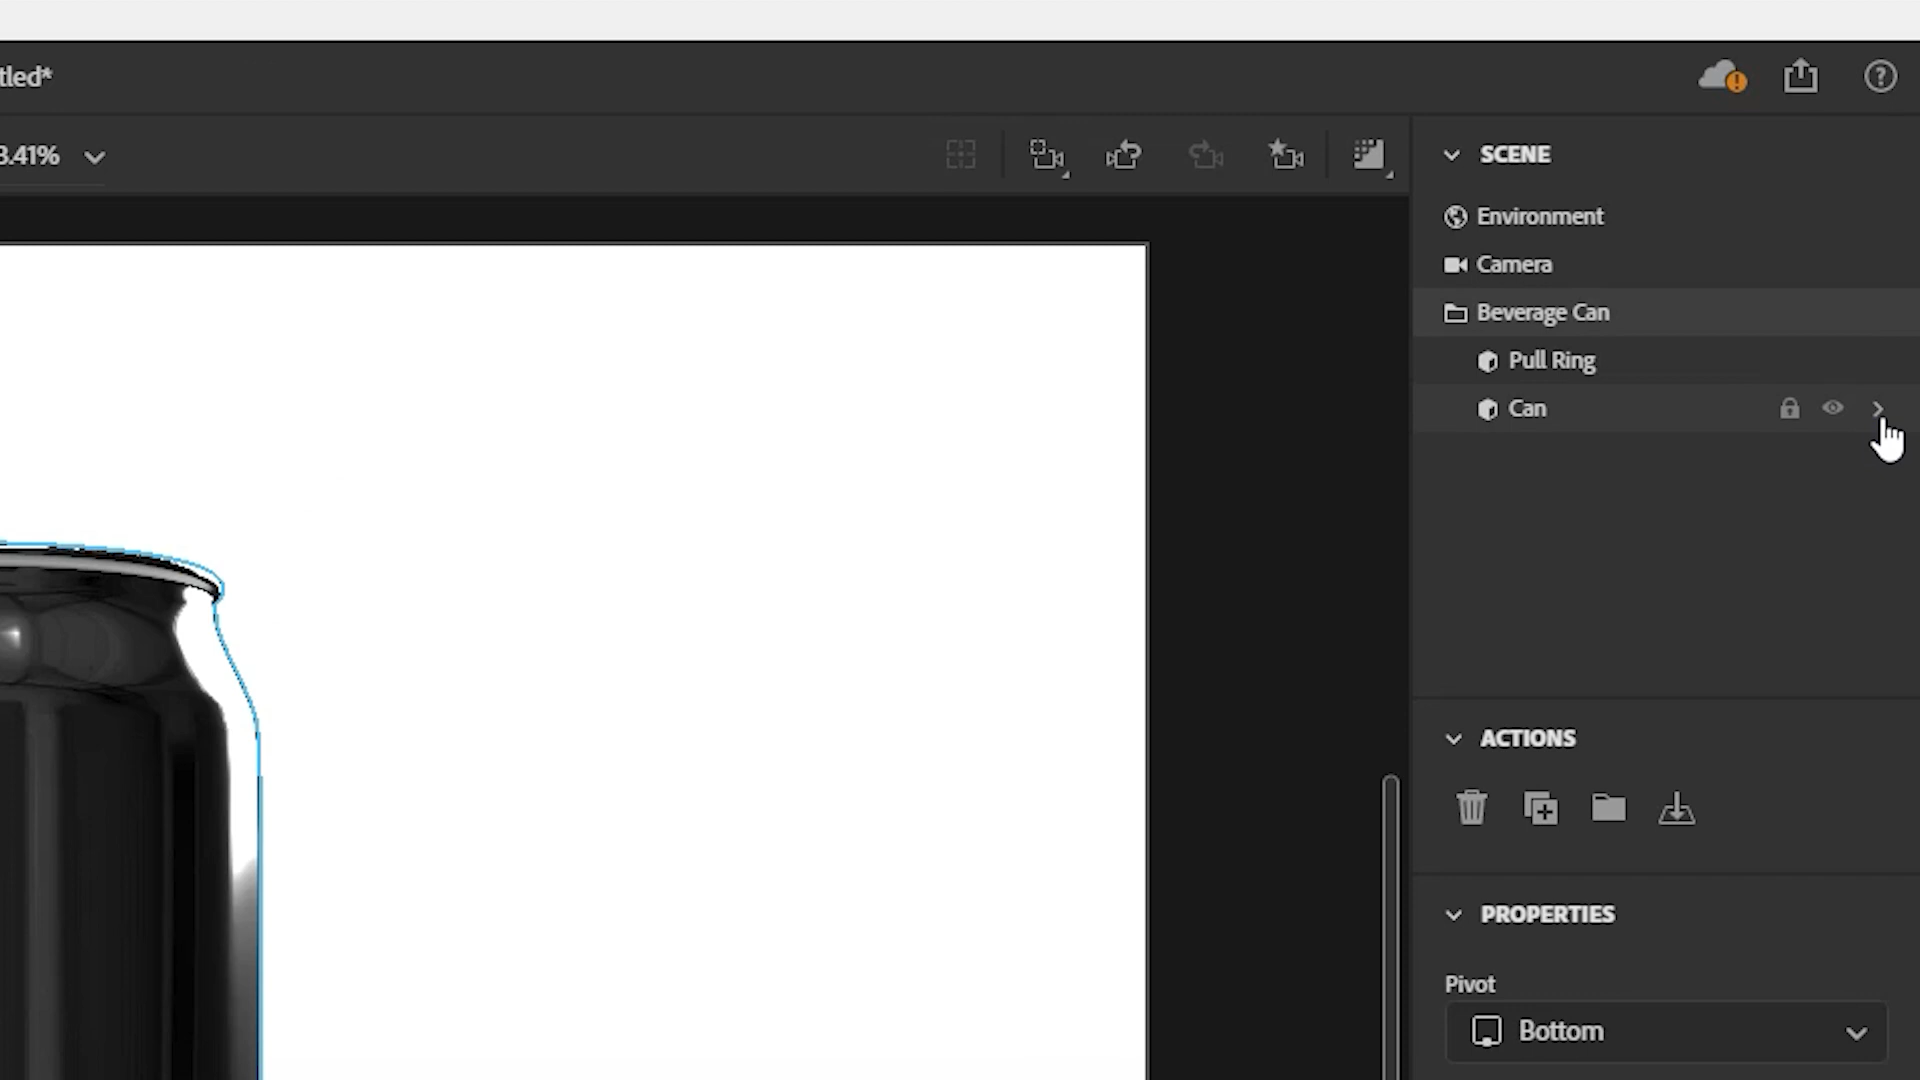 tled*
3.41%
SCENE
Environment
Camera
Beverage Can
Pull Ring
Can
ACTIONS
PROPERTIES
Pivot
Bottom